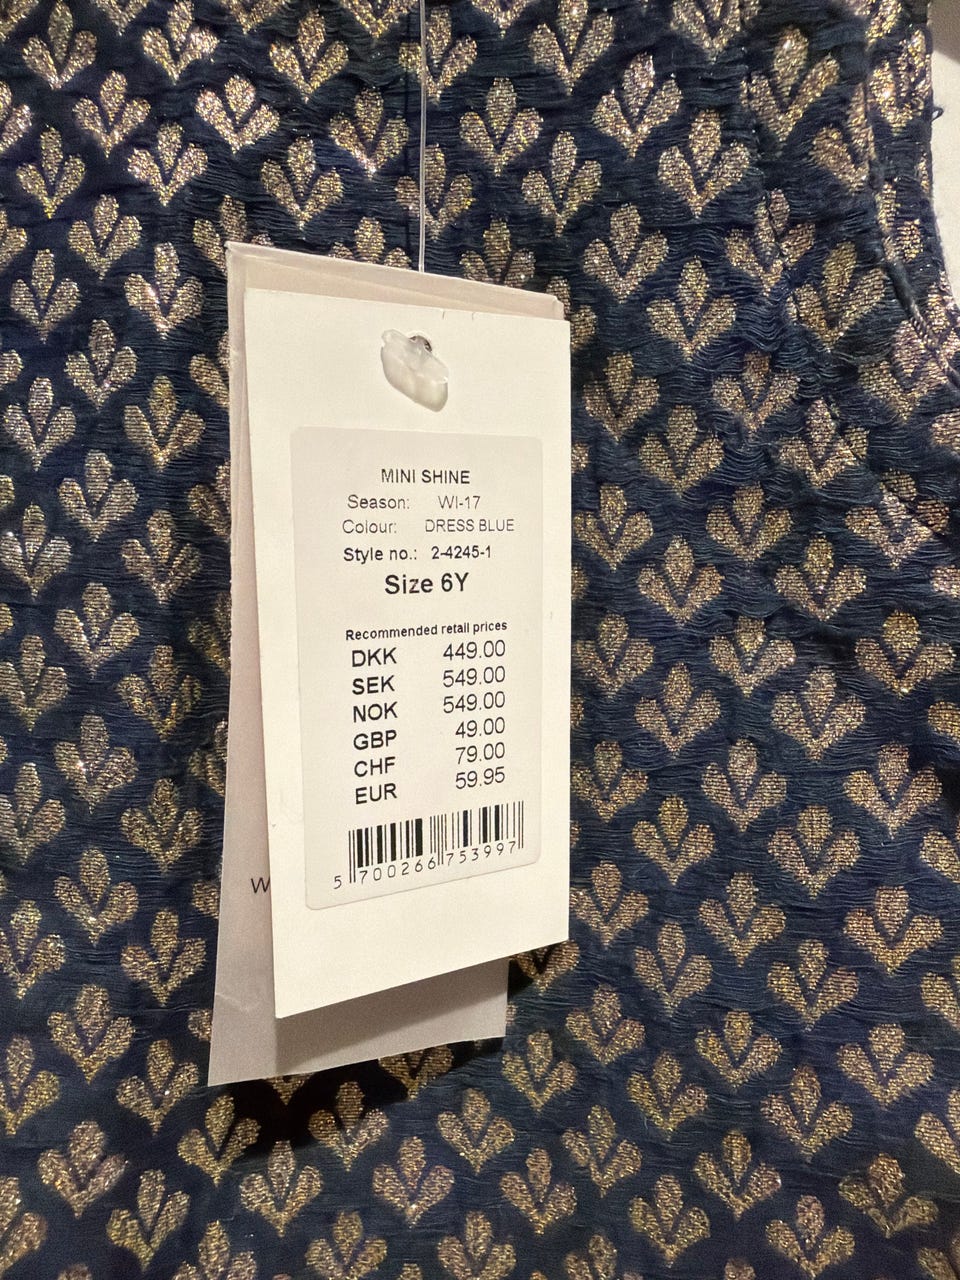 MINI SHINE
Season: WI-17
Colour: DRESS BLUE
Style no.: 2-4245-1
Size 6Y
Recommended retail prices
DKK 449.00
SEK 549.00
NOK 549.00
GBP 49.00
CHF 79.00
EUR 59.95
5 700266 753997
W